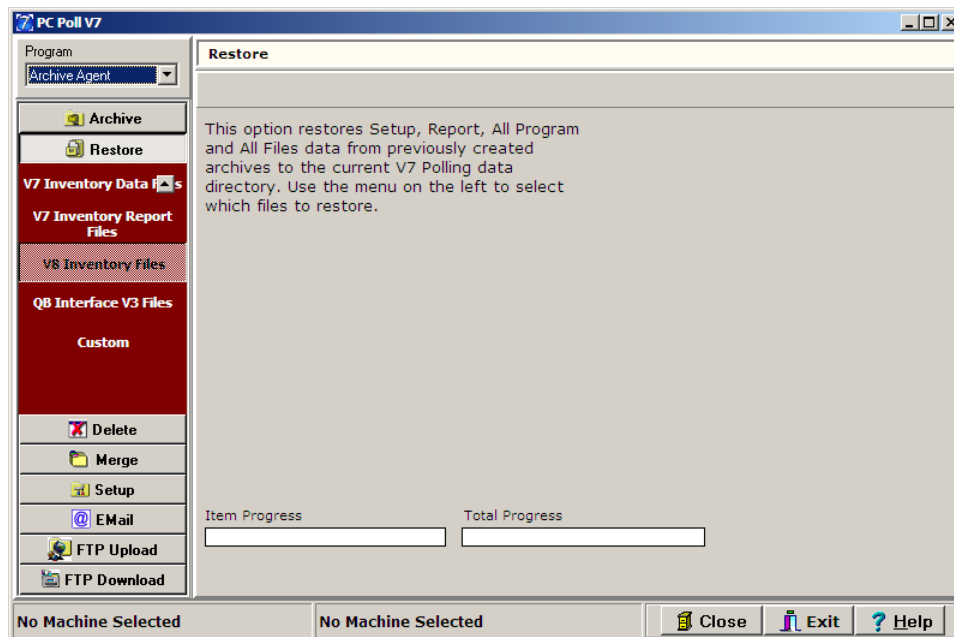 PC Poll V7
Program
Archive Agent
Restore
Archive
Restore
V7 Inventory Data F s
V7 Inventory Report
Files
V8 Inventory Files
QB Interface V3 Files
Custom
Delete
Merge
Setup
EMail
FTP Upload
FTP Download
This option restores Setup, Report, All Program
and All Files data from previously created
archives to the current V7 Polling data
directory. Use the menu on the left to select
which files to restore.
Item Progress
Total Progress
No Machine Selected
No Machine Selected
Close
Exit
Help